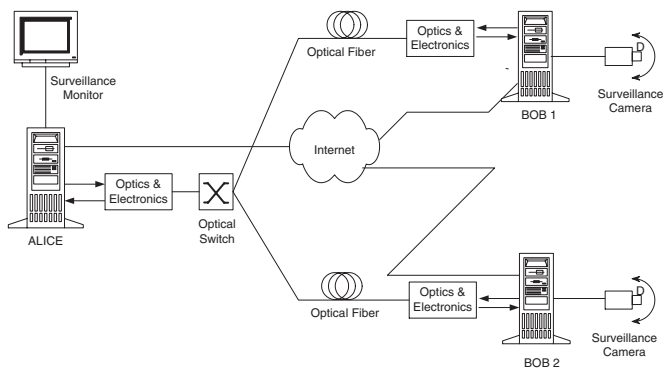 Optics &
Electronics
Optical Fiber
D
Surveillance
Monitor
BOB 1
Surveillance
Camera
Internet
Optics &
Electronics
Optical
Switch
ALICE
Optical Fiber
Optics &
Electronics
D
Surveillance
Camera
BOB 2